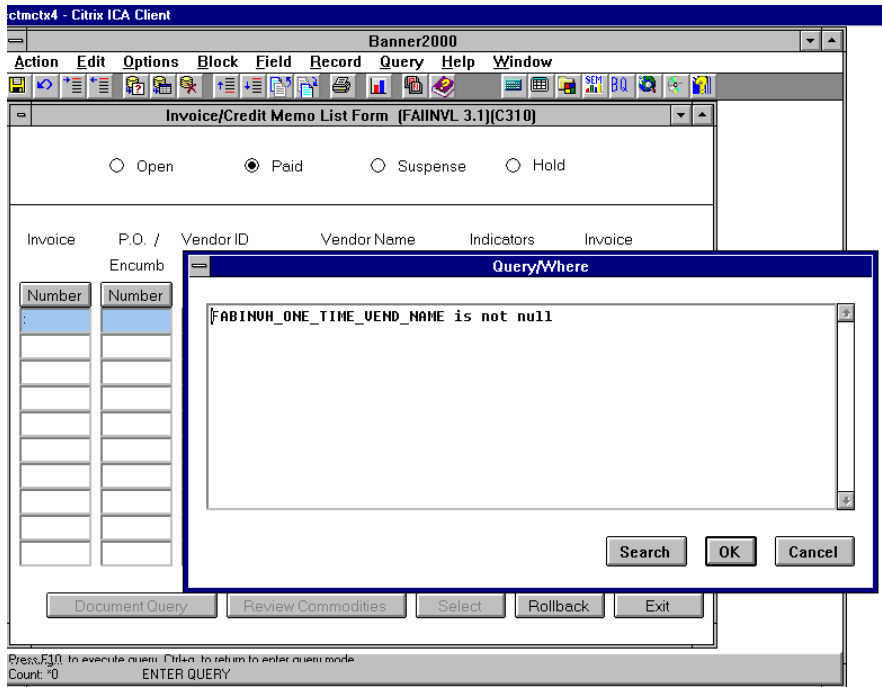 ctmctx4 - Citrix ICA Client
Banner2000
Action Edit Options Block Field Record Query Help Window
SEM BQ
Invoice/Credit Memo List Form (FAIINVL 3.1)(C310)
Open Paid Suspense Hold
Invoice P.O. / Vendor ID Vendor Name Indicators Invoice
Encumb
Query/Where
Number Number
:
FABINVH_ONE_TIME_VEND_NAME is not null
Search OK Cancel
Document Query Review Commodities Select Rollback Exit
Press F10, to execute query, Ctrl+q, to return to enter query mode
Count: *0 ENTER QUERY